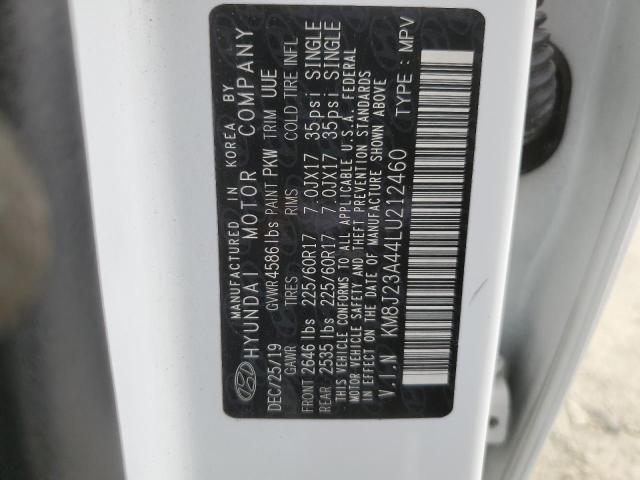 MANUFACTURED IN KOREA BY
HYUNDAI MOTOR COMPANY
DEC/25/19 GVWR4586lbs PAINT PKW TRIM UUE
GAWR TIRES RIMS COLD TIRE INFL
FRONT 2646 lbs 225/60R17 7.0JX17 35psi SINGLE
REAR 2535 lbs 225/60R17 7.0JX17 35psi SINGLE
THIS VEHICLE CONFORMS TO ALL APPLICABLE U.S.A. FEDERAL
MOTOR VEHICLE SAFETY AND THEFT PREVENTION STANDARDS
IN EFFECT ON THE DATE OF MANUFACTURE SHOWN ABOVE
V.I.N KM8J23A44LU212460 TYPE: MPV